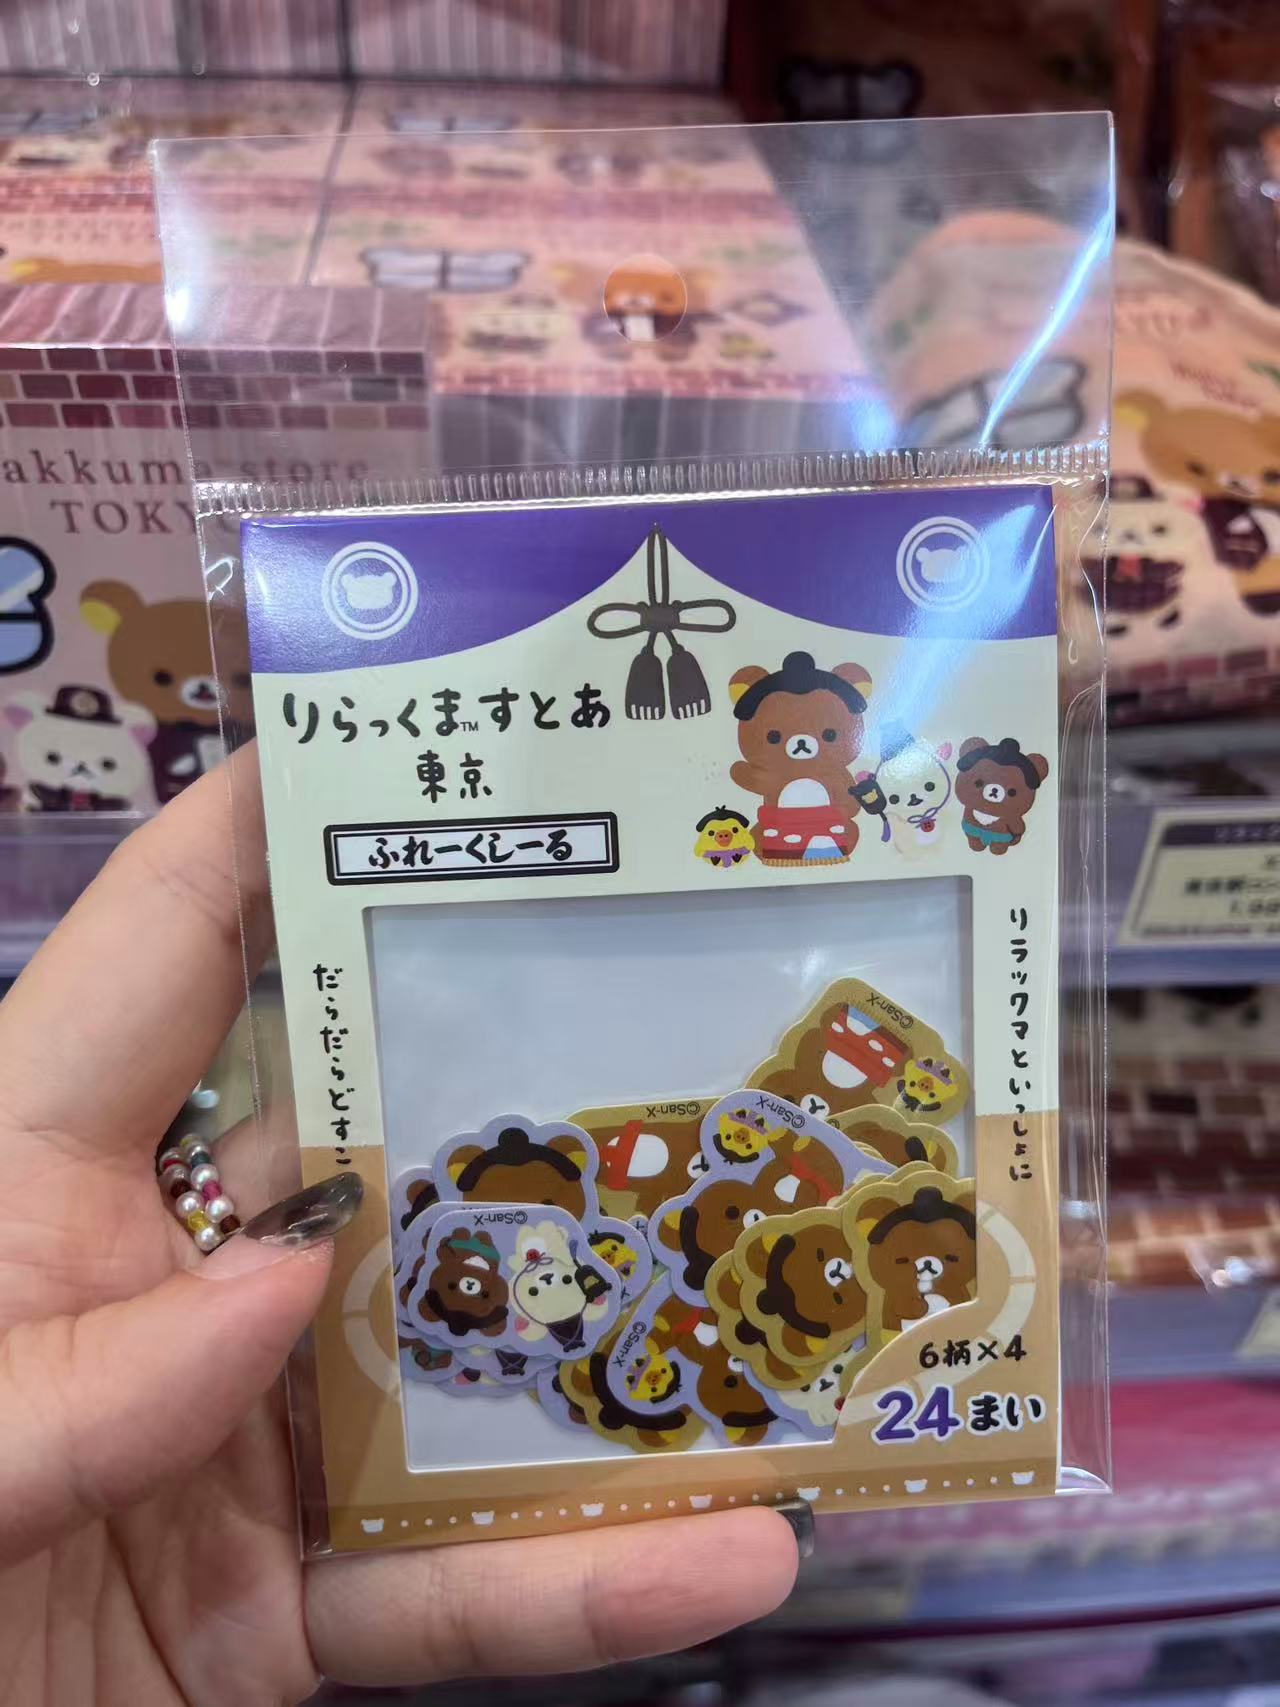 akkuma store
TOKY
りらっくま™すとあ
東京
ふれーくしーる
だらだらどすこ
リラックマといっしょに
©San-X
©San-X
©San-X
©San-X
©San-X
6柄×4
24まい